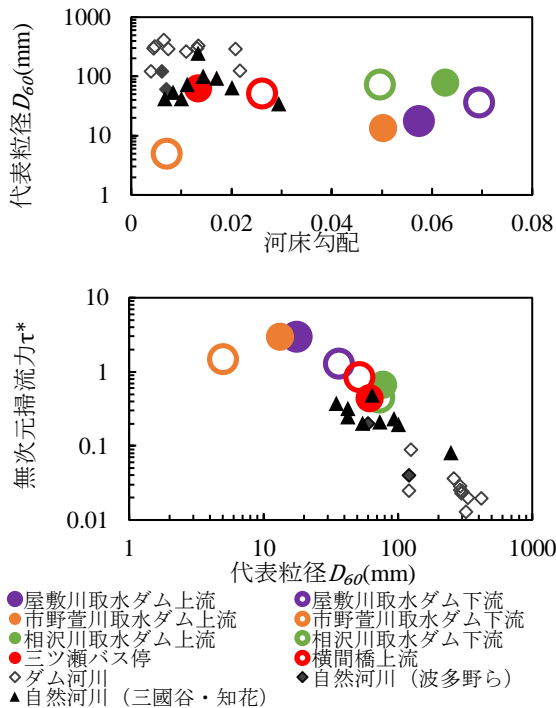 代表粒径D60(mm)
1000
100
10
1
0
0.02
0.04
0.06
0.08
河床勾配
無次元掃流力τ*
10
1
0.1
0.01
1
10
100
1000
代表粒径D60(mm)
屋敷川取水ダム上流
屋敷川取水ダム下流
市野萱川取水ダム上流
市野萱川取水ダム下流
相沢川取水ダム上流
相沢川取水ダム下流
三ツ瀬バス停
横間橋上流
ダム河川
自然河川（波多野ら）
自然河川（三國谷・知花）